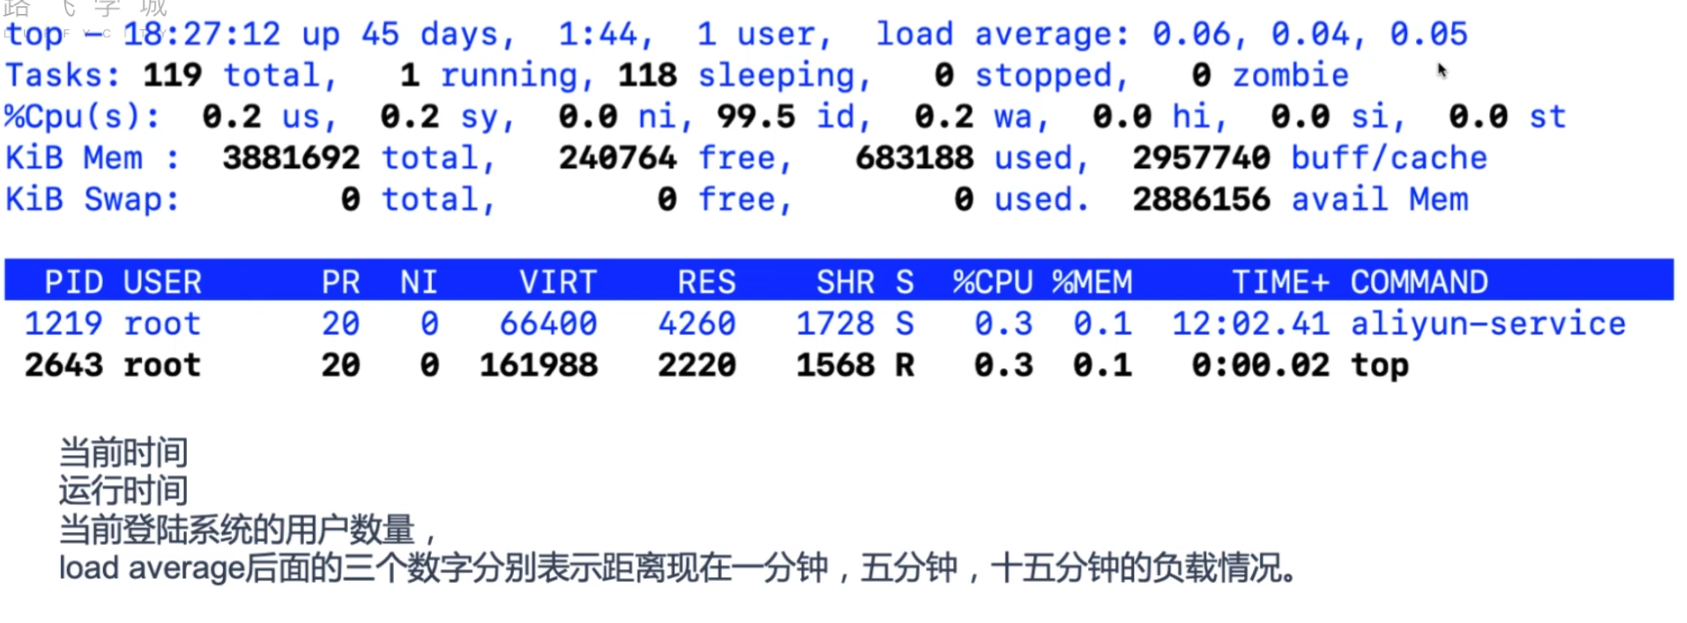 路飞学城
top - 18:27:12 up 45 days,  1:44,  1 user,  load average: 0.06, 0.04, 0.05
Tasks: 119 total,   1 running, 118 sleeping,   0 stopped,   0 zombie
%Cpu(s):  0.2 us,  0.2 sy,  0.0 ni, 99.5 id,  0.2 wa,  0.0 hi,  0.0 si,  0.0 st
KiB Mem :  3881692 total,   240764 free,   683188 used,  2957740 buff/cache
KiB Swap:        0 total,        0 free,        0 used.  2886156 avail Mem
PID USER      PR  NI    VIRT    RES    SHR S  %CPU %MEM     TIME+ COMMAND
1219 root      20   0   66400   4260   1728 S   0.3  0.1  12:02.41 aliyun-service
2643 root      20   0  161988   2220   1568 R   0.3  0.1   0:00.02 top
当前时间
运行时间
当前登陆系统的用户数量，
load average后面的三个数字分别表示距离现在一分钟，五分钟，十五分钟的负载情况。